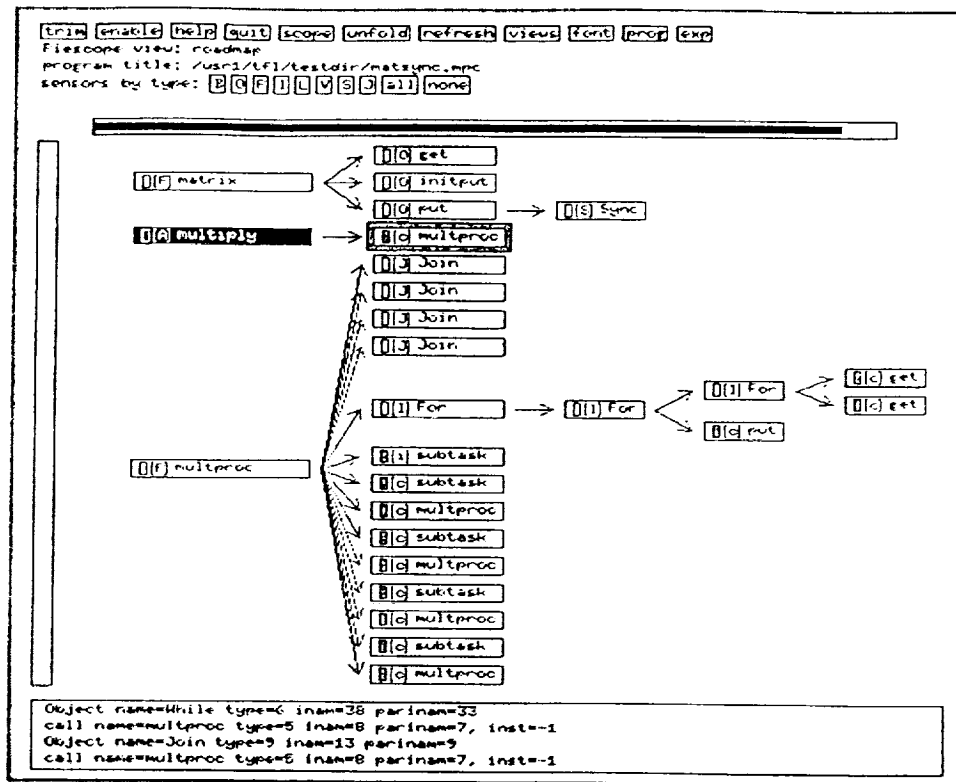 trim enable help quit scope unfold refresh views font prog exp
view: roadmap
program title: /usr1/tfl/testdir/matsync.mpc
sensors by type: B O F I L W S J all none
get
(F) matrix
initput
put
(S) Sync
(A) multiply
multproc
(J) Join
(J) Join
(J) Join
(J) Join
(c) get
(I) For
(I) For
(I) For
(c) get
put
(F) multproc
subtask
(c) subtask
(c) multproc
(c) subtask
(c) multproc
(c) subtask
(c) multproc
(c) subtask
(c) multproc
Object name=While type=6 inam=38 parinam=33
call name=multproc type=5 inam=8 parinam=7, inst=-1
Object name=Join type=9 inam=13 parinam=9
call name=multproc type=5 inam=8 parinam=7, inst=-1